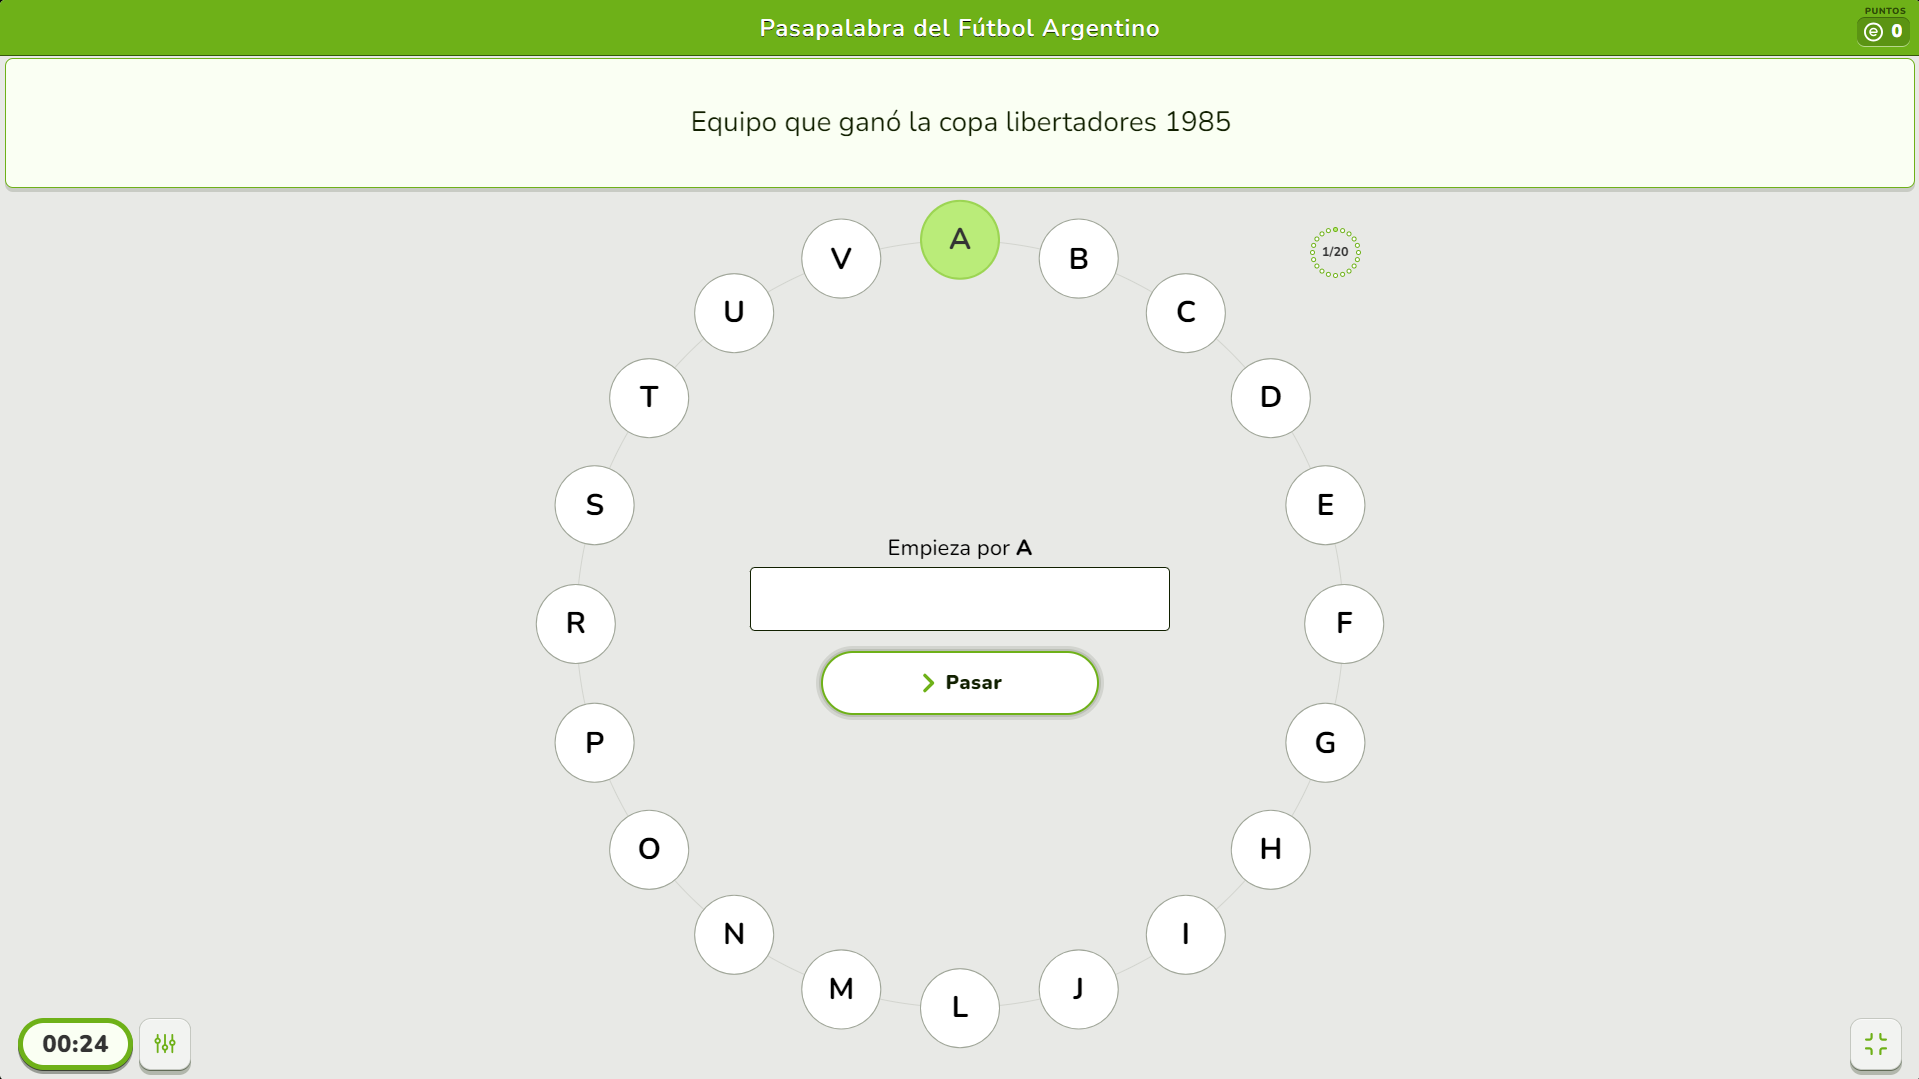 Pasapalabra del Fútbol Argentino
PUNTOS
e 0
Equipo que ganó la copa libertadores 1985
1/20
A
B
C
D
E
F
G
H
I
J
L
M
N
O
P
R
S
T
U
V
Empieza por A
Pasar
00:24